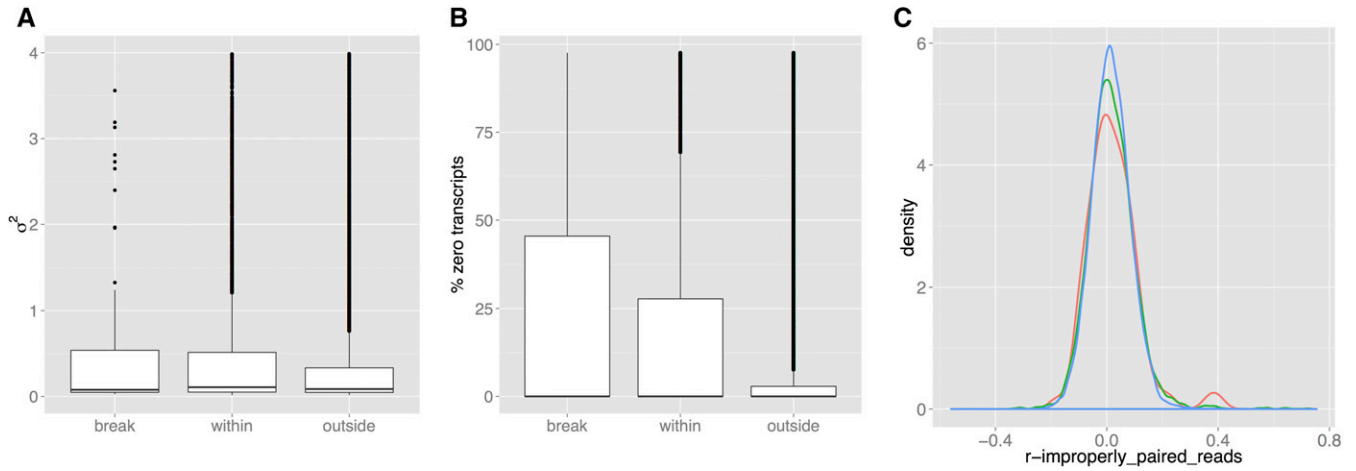 A
σ²
4
3
2
1
0
break within outside
B
% zero transcripts
100
75
50
25
0
break within outside
C
density
6
4
2
0
−0.4 0.0 0.4 0.8
r−improperly_paired_reads